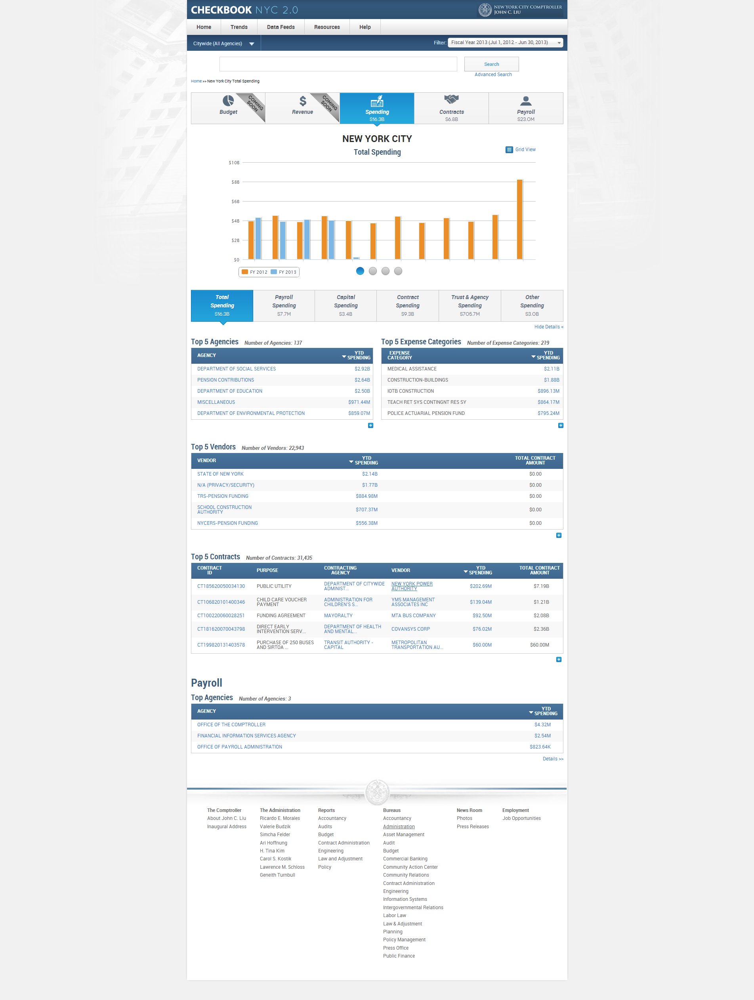 CHECKBOOK NYC 2.0
NEW YORK CITY COMPTROLLER
JOHN C. LIU
Home Trends Data Feeds Resources Help
Citywide (All Agencies) Filter: Fiscal Year 2013 (Jul 1, 2012 - Jun 30, 2013)
Search
Advanced Search
Home >> New York City Total Spending
COMING SOON COMING SOON
Budget Revenue Spending Contracts Payroll
$16.3B $6.8B $23.0M
NEW YORK CITY
Total Spending Grid View
$10B
$8B
$6B
$4B
$2B
$0
FY 2012 FY 2013
Total Payroll Capital Contract Trust & Agency Other
Spending Spending Spending Spending Spending Spending
$16.3B $7.7M $3.4B $9.3B $705.7M $3.0B
Hide Details «
Top 5 Agencies Number of Agencies: 137
AGENCY YTD SPENDING
DEPARTMENT OF SOCIAL SERVICES $2.92B
PENSION CONTRIBUTIONS $2.64B
DEPARTMENT OF EDUCATION $2.50B
MISCELLANEOUS $971.44M
DEPARTMENT OF ENVIRONMENTAL PROTECTION $859.07M
Top 5 Expense Categories Number of Expense Categories: 219
EXPENSE CATEGORY YTD SPENDING
MEDICAL ASSISTANCE $2.11B
CONSTRUCTION-BUILDINGS $1.88B
IOTB CONSTRUCTION $896.13M
TEACH RET SYS CONTINGNT RES SY $864.17M
POLICE ACTUARIAL PENSION FUND $795.24M
Top 5 Vendors Number of Vendors: 22,943
VENDOR YTD SPENDING TOTAL CONTRACT AMOUNT
STATE OF NEW YORK $2.14B $0.00
N/A (PRIVACY/SECURITY) $1.77B $0.00
TRS-PENSION FUNDING $884.98M $0.00
SCHOOL CONSTRUCTION AUTHORITY $707.37M $0.00
NYCERS-PENSION FUNDING $556.38M $0.00
Top 5 Contracts Number of Contracts: 31,435
CONTRACT ID PURPOSE CONTRACTING AGENCY VENDOR YTD SPENDING TOTAL CONTRACT AMOUNT
CT185620050034130 PUBLIC UTILITY DEPARTMENT OF CITYWIDE ADMINIST... NEW YORK POWER AUTHORITY $202.69M $7.19B
CT106820101400346 CHILD CARE VOUCHER PAYMENT ADMINISTRATION FOR CHILDREN'S S... YMS MANAGEMENT ASSOCIATES INC $139.04M $1.21B
CT100220060028251 FUNDING AGREEMENT MAYORALTY MTA BUS COMPANY $92.50M $2.08B
CT181620070043798 DIRECT EARLY INTERVENTION SERV... DEPARTMENT OF HEALTH AND MENTAL... COVANSYS CORP $76.02M $2.36B
CT199820131403578 PURCHASE OF 250 BUSES AND SIRTOA ... TRANSIT AUTHORITY - CAPITAL METROPOLITAN TRANSPORTATION AU... $60.00M $60.00M
Payroll
Top Agencies Number of Agencies: 3
AGENCY YTD SPENDING
OFFICE OF THE COMPTROLLER $4.32M
FINANCIAL INFORMATION SERVICES AGENCY $2.54M
OFFICE OF PAYROLL ADMINISTRATION $823.64K
Details >>
The Comptroller
About John C. Liu
Inaugural Address
The Administration
Ricardo E. Morales
Valerie Budzik
Simcha Felder
Ari Hoffnung
H. Tina Kim
Carol S. Kostik
Lawrence M. Schloss
Geneith Turnbull
Reports
Accountancy
Audits
Budget
Contract Administration
Engineering
Law and Adjustment
Policy
Bureaus
Accountancy
Administration
Asset Management
Audit
Budget
Commercial Banking
Community Action Center
Community Relations
Contract Administration
Engineering
Information Systems
Intergovernmental Relations
Labor Law
Law & Adjustment
Planning
Policy Management
Press Office
Public Finance
News Room
Photos
Press Releases
Employment
Job Opportunities